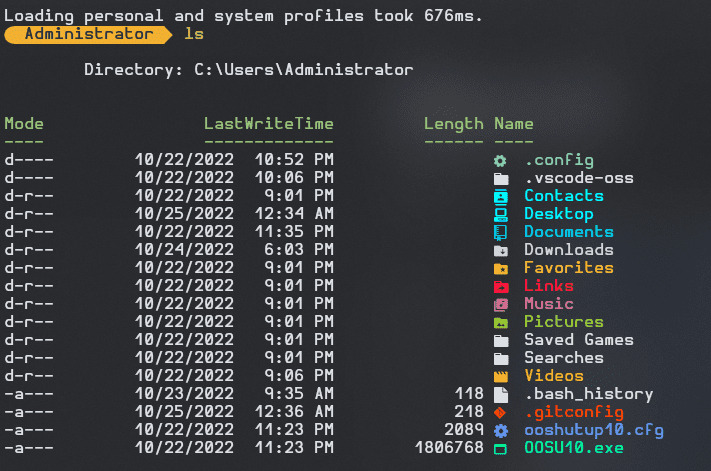 Loading personal and system profiles took 676ms.
Administrator ls
Directory: C:\Users\Administrator
Mode LastWriteTime Length Name
---- ------------- ------ ----
d---- 10/22/2022 10:52 PM .config
d---- 10/22/2022 10:06 PM .vscode-oss
d-r-- 10/22/2022 9:01 PM Contacts
d-r-- 10/25/2022 12:34 AM Desktop
d-r-- 10/22/2022 11:35 PM Documents
d-r-- 10/24/2022 6:03 PM Downloads
d-r-- 10/22/2022 9:01 PM Favorites
d-r-- 10/22/2022 9:01 PM Links
d-r-- 10/22/2022 9:01 PM Music
d-r-- 10/22/2022 9:01 PM Pictures
d-r-- 10/22/2022 9:01 PM Saved Games
d-r-- 10/22/2022 9:01 PM Searches
d-r-- 10/22/2022 9:06 PM Videos
-a--- 10/23/2022 9:35 AM 118 .bash_history
-a--- 10/25/2022 12:36 AM 218 .gitconfig
-a--- 10/22/2022 11:23 PM 2089 ooshutup10.cfg
-a--- 10/22/2022 11:23 PM 1806768 OOSU10.exe